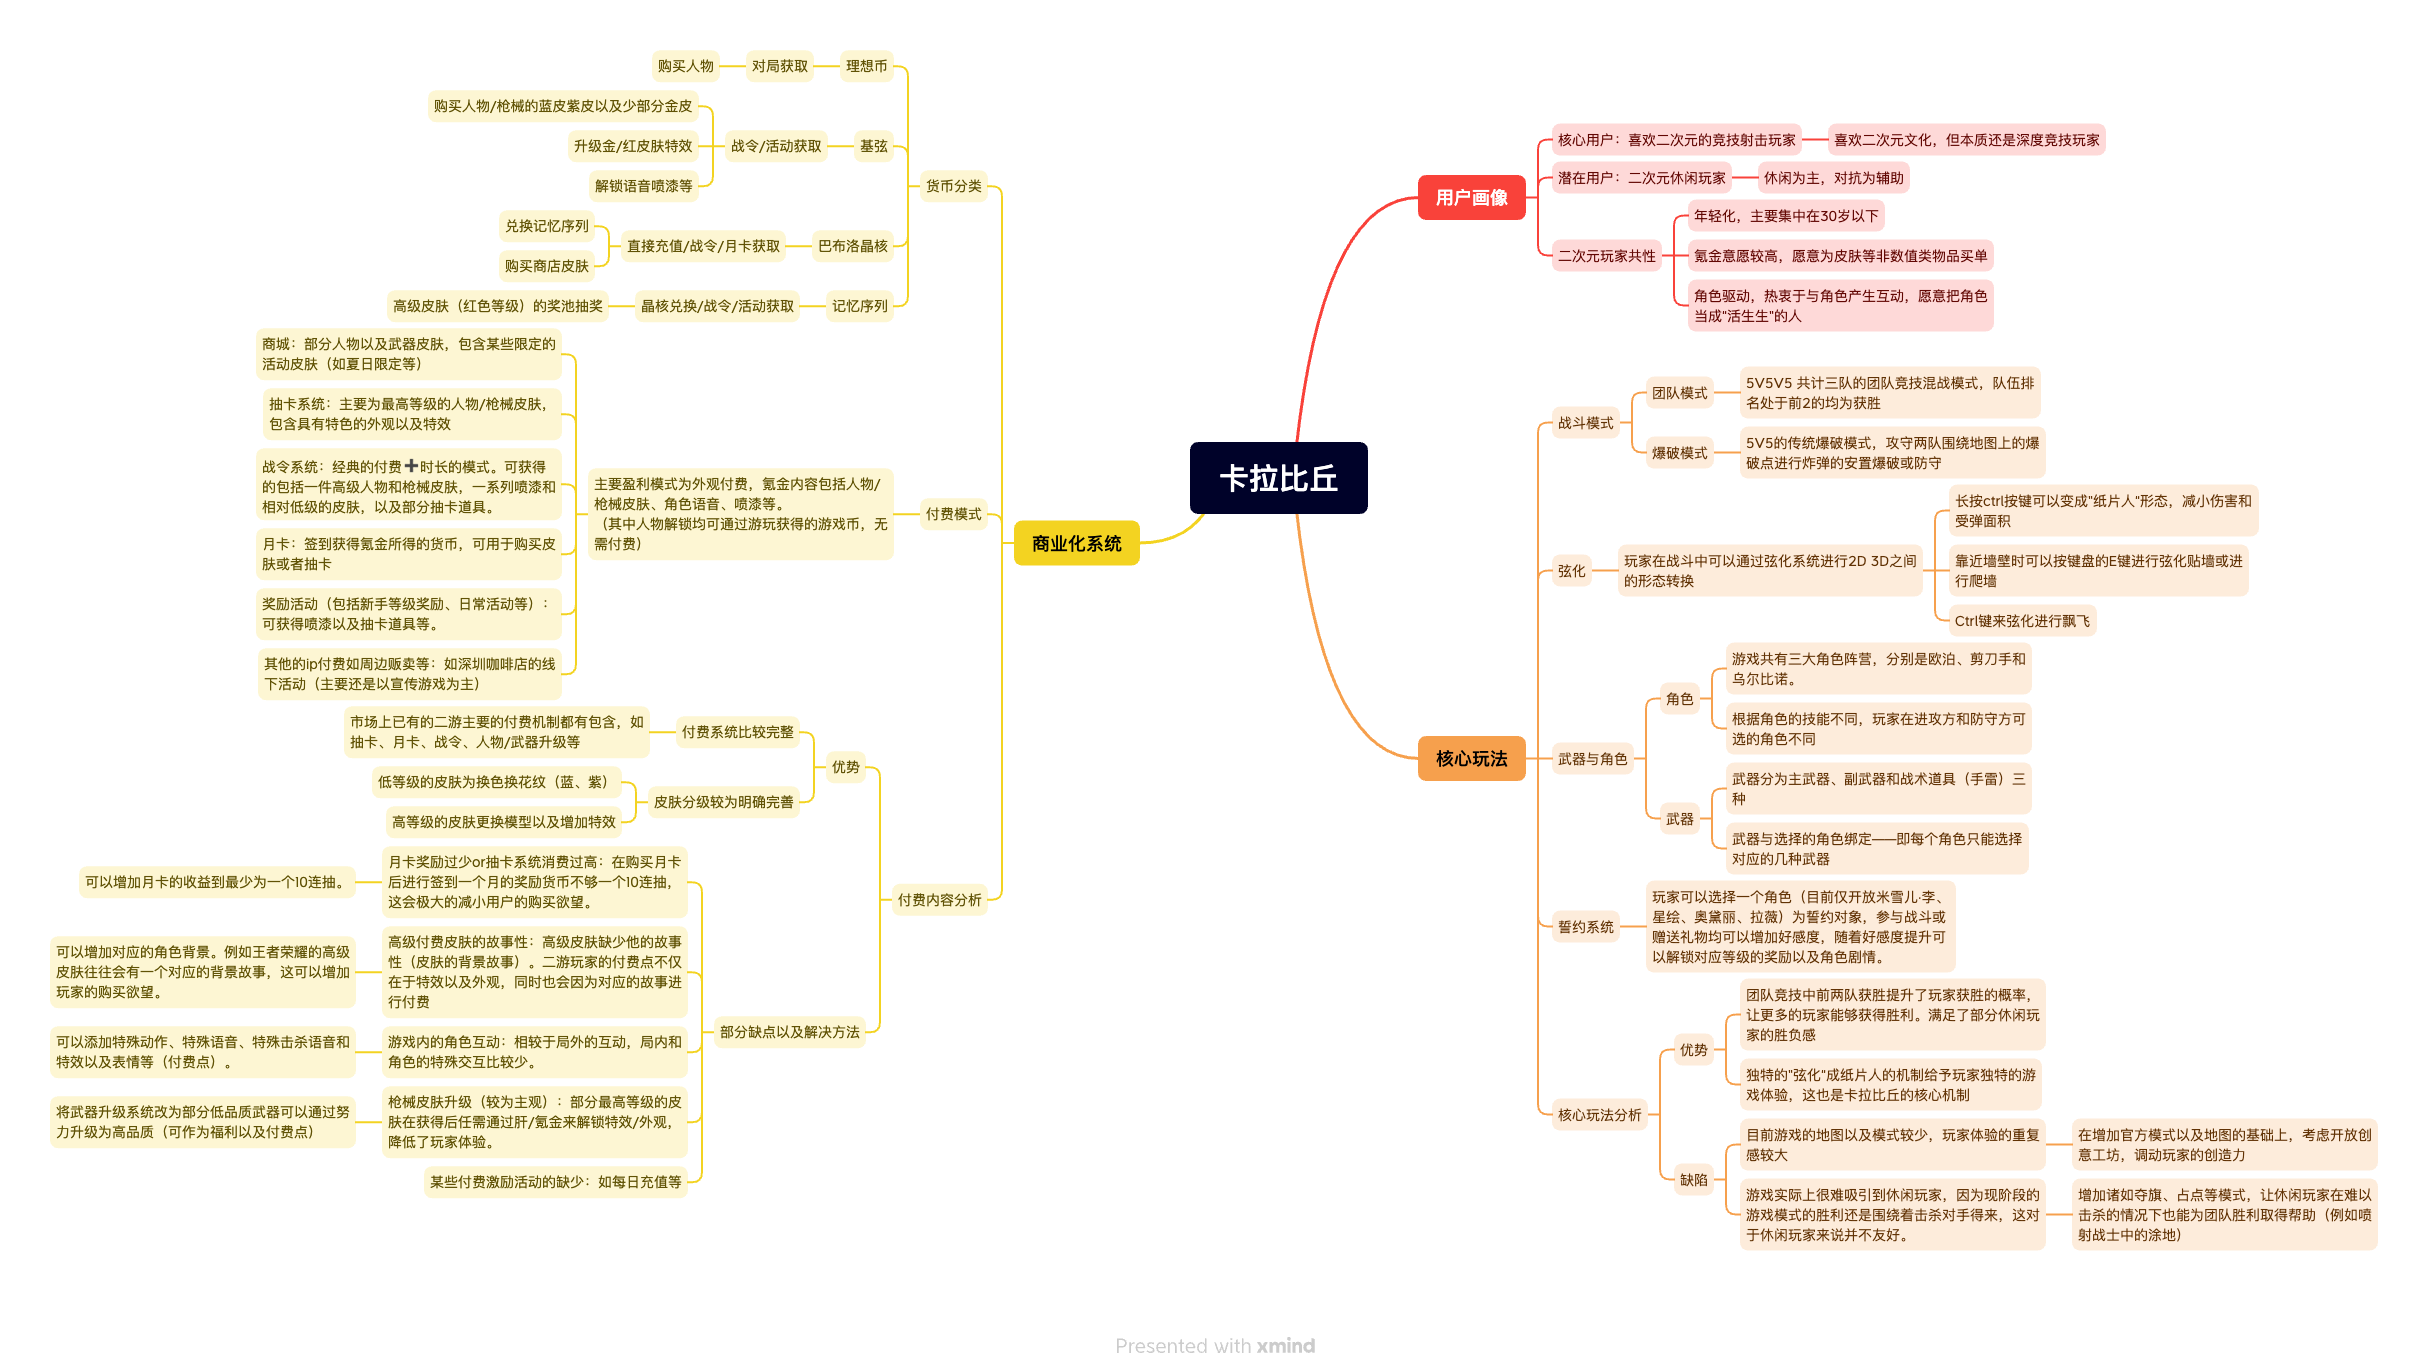 卡拉比丘
用户画像
核心用户：喜欢二次元的竞技射击玩家
喜欢二次元文化，但本质还是深度竞技玩家
潜在用户：二次元休闲玩家
休闲为主，对抗为辅助
二次元玩家共性
年轻化，主要集中在30岁以下
氪金意愿较高，愿意为皮肤等非数值类物品买单
角色驱动，热衷于与角色产生互动，愿意把角色
当成"活生生"的人
核心玩法
战斗模式
团队模式
5V5V5 共计三队的团队竞技混战模式，队伍排
名处于前2的均为获胜
爆破模式
5V5的传统爆破模式，攻守两队围绕地图上的爆
破点进行炸弹的安置爆破或防守
弦化
玩家在战斗中可以通过弦化系统进行2D 3D之间
的形态转换
长按ctrl按键可以变成"纸片人"形态，减小伤害和
受弹面积
靠近墙壁时可以按键盘的E键进行弦化贴墙或进
行爬墙
Ctrl键来弦化进行飘飞
武器与角色
角色
游戏共有三大角色阵营，分别是欧泊、剪刀手和
乌尔比诺。
根据角色的技能不同，玩家在进攻方和防守方可
选的角色不同
武器
武器分为主武器、副武器和战术道具（手雷）三
种
武器与选择的角色绑定——即每个角色只能选择
对应的几种武器
誓约系统
玩家可以选择一个角色（目前仅开放米雪儿·李、
星绘、奥黛丽、拉薇）为誓约对象，参与战斗或
赠送礼物均可以增加好感度，随着好感度提升可
以解锁对应等级的奖励以及角色剧情。
核心玩法分析
优势
团队竞技中前两队获胜提升了玩家获胜的概率，
让更多的玩家能够获得胜利。满足了部分休闲玩
家的胜负感
独特的"弦化"成纸片人的机制给予玩家独特的游
戏体验，这也是卡拉比丘的核心机制
缺陷
目前游戏的地图以及模式较少，玩家体验的重复
感较大
在增加官方模式以及地图的基础上，考虑开放创
意工坊，调动玩家的创造力
游戏实际上很难吸引到休闲玩家，因为现阶段的
游戏模式的胜利还是围绕着击杀对手得来，这对
于休闲玩家来说并不友好。
增加诸如夺旗、占点等模式，让休闲玩家在难以
击杀的情况下也能为团队胜利取得帮助（例如喷
射战士中的涂地）
商业化系统
货币分类
理想币
对局获取
购买人物
基弦
战令/活动获取
购买人物/枪械的蓝皮紫皮以及少部分金皮
升级金/红皮肤特效
解锁语音喷漆等
巴布洛晶核
直接充值/战令/月卡获取
兑换记忆序列
购买商店皮肤
记忆序列
晶核兑换/战令/活动获取
高级皮肤（红色等级）的奖池抽奖
付费模式
主要盈利模式为外观付费，氪金内容包括人物/
枪械皮肤、角色语音、喷漆等。
（其中人物解锁均可通过游玩获得的游戏币，无
需付费）
商城：部分人物以及武器皮肤，包含某些限定的
活动皮肤（如夏日限定等）
抽卡系统：主要为最高等级的人物/枪械皮肤，
包含具有特色的外观以及特效
战令系统：经典的付费➕时长的模式。可获得
的包括一件高级人物和枪械皮肤，一系列喷漆和
相对低级的皮肤，以及部分抽卡道具。
月卡：签到获得氪金所得的货币，可用于购买皮
肤或者抽卡
奖励活动（包括新手等级奖励、日常活动等）：
可获得喷漆以及抽卡道具等。
其他的ip付费如周边贩卖等：如深圳咖啡店的线
下活动（主要还是以宣传游戏为主）
付费内容分析
优势
付费系统比较完整
市场上已有的二游主要的付费机制都有包含，如
抽卡、月卡、战令、人物/武器升级等
皮肤分级较为明确完善
低等级的皮肤为换色换花纹（蓝、紫）
高等级的皮肤更换模型以及增加特效
部分缺点以及解决方法
月卡奖励过少or抽卡系统消费过高：在购买月卡
后进行签到一个月的奖励货币不够一个10连抽，
这会极大的减小用户的购买欲望。
可以增加月卡的收益到最少为一个10连抽。
高级付费皮肤的故事性：高级皮肤缺少他的故事
性（皮肤的背景故事）。二游玩家的付费点不仅
在于特效以及外观，同时也会因为对应的故事进
行付费
可以增加对应的角色背景。例如王者荣耀的高级
皮肤往往会有一个对应的背景故事，这可以增加
玩家的购买欲望。
游戏内的角色互动：相较于局外的互动，局内和
角色的特殊交互比较少。
可以添加特殊动作、特殊语音、特殊击杀语音和
特效以及表情等（付费点）。
枪械皮肤升级（较为主观）：部分最高等级的皮
肤在获得后任需通过肝/氪金来解锁特效/外观，
降低了玩家体验。
将武器升级系统改为部分低品质武器可以通过努
力升级为高品质（可作为福利以及付费点）
某些付费激励活动的缺少：如每日充值等
Presented with xmind